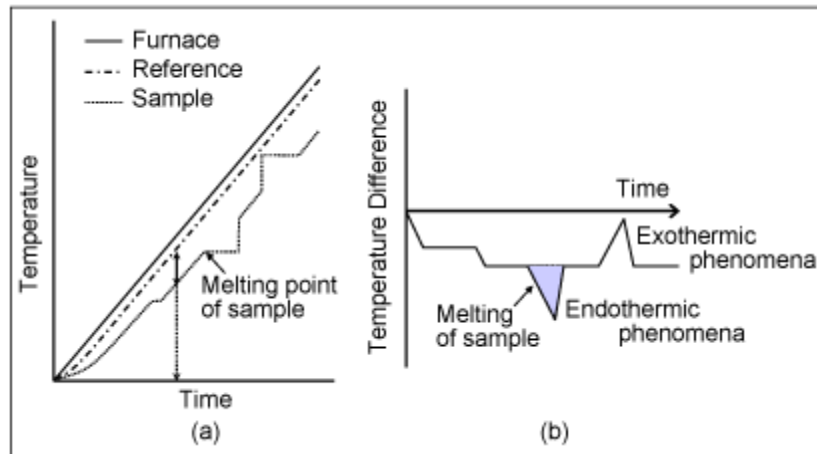 Furnace
Reference
Sample
Temperature
Melting point
of sample
Time
(a)
Temperature Difference
Time
Exothermic
phenomena
Melting
of sample
Endothermic
phenomena
(b)